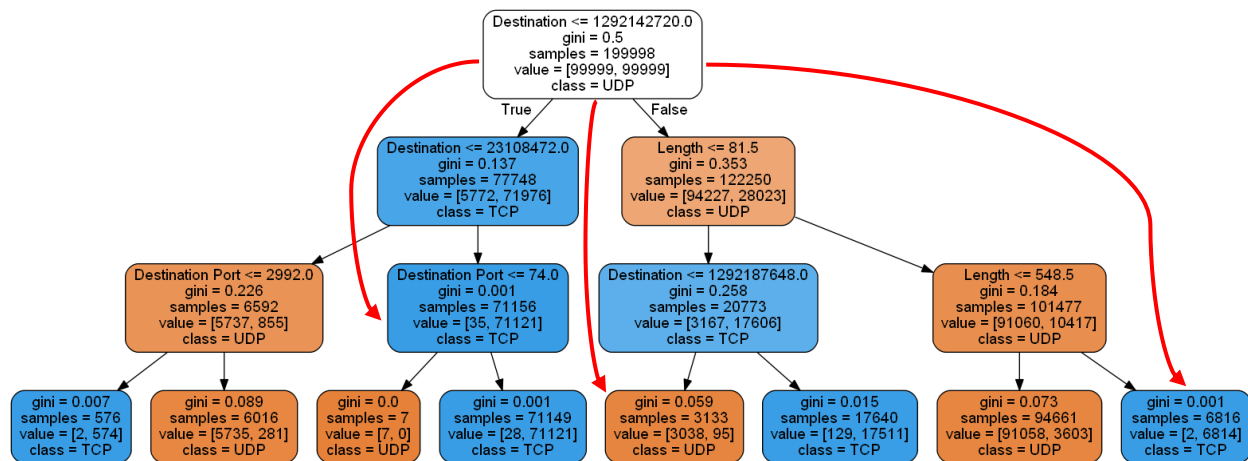 Destination <= 1292142720.0
gini = 0.5
samples = 199998
value = [99999, 99999]
class = UDP
True
False
Destination <= 23108472.0
gini = 0.137
samples = 77748
value = [5772, 71976]
class = TCP
Length <= 81.5
gini = 0.353
samples = 122250
value = [94227, 28023]
class = UDP
Destination Port <= 2992.0
gini = 0.226
samples = 6592
value = [5737, 855]
class = UDP
Destination Port <= 74.0
gini = 0.001
samples = 71156
value = [35, 71121]
class = TCP
Destination <= 1292187648.0
gini = 0.258
samples = 20773
value = [3167, 17606]
class = TCP
Length <= 548.5
gini = 0.184
samples = 101477
value = [91060, 10417]
class = UDP
gini = 0.007
samples = 576
value = [2, 574]
class = TCP
gini = 0.089
samples = 6016
value = [5735, 281]
class = UDP
gini = 0.0
samples = 7
value = [7, 0]
class = UDP
gini = 0.001
samples = 71149
value = [28, 71121]
class = TCP
gini = 0.059
samples = 3133
value = [3038, 95]
class = UDP
gini = 0.015
samples = 17640
value = [129, 17511]
class = TCP
gini = 0.073
samples = 94661
value = [91058, 3603]
class = UDP
gini = 0.001
samples = 6816
value = [2, 6814]
class = TCP